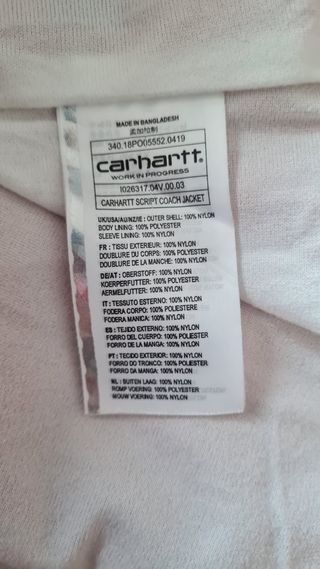 MADE IN BANGLADESH
孟加拉制
340.18PO05552.0419
carhartt
WORK IN PROGRESS
I026317.04V.00.03
CARHARTT SCRIPT COACH JACKET
UK/USA/AU/NZ/IE : OUTER SHELL: 100% NYLON
BODY LINING: 100% POLYESTER
SLEEVE LINING: 100% NYLON
FR : TISSU EXTERIEUR: 100% NYLON
DOUBLURE DU CORPS: 100% POLYESTER
DOUBLURE DE LA MANCHE: 100% NYLON
DE/AT : OBERSTOFF: 100% NYLON
KOERPERFUTTER: 100% POLYESTER
AERMELFUTTER: 100% NYLON
IT : TESSUTO ESTERNO: 100% NYLON
FODERA CORPO: 100% POLIESTERE
FODERA MANICA: 100% NYLON
ES : TEJIDO EXTERNO: 100% NYLON
FORRO DEL CUERPO: 100% POLYESTER
FORRO DE LA MANGA: 100% NYLON
PT : TECIDO EXTERIOR: 100% NYLON
FORRO DO TRONCO: 100% POLIESTER
FORRO DA MANGA: 100% NYLON
NL : BUITEN LAAG: 100% NYLON
ROMP VOERING: 100% POLYESTER
MOUW VOERING: 100% NYLON